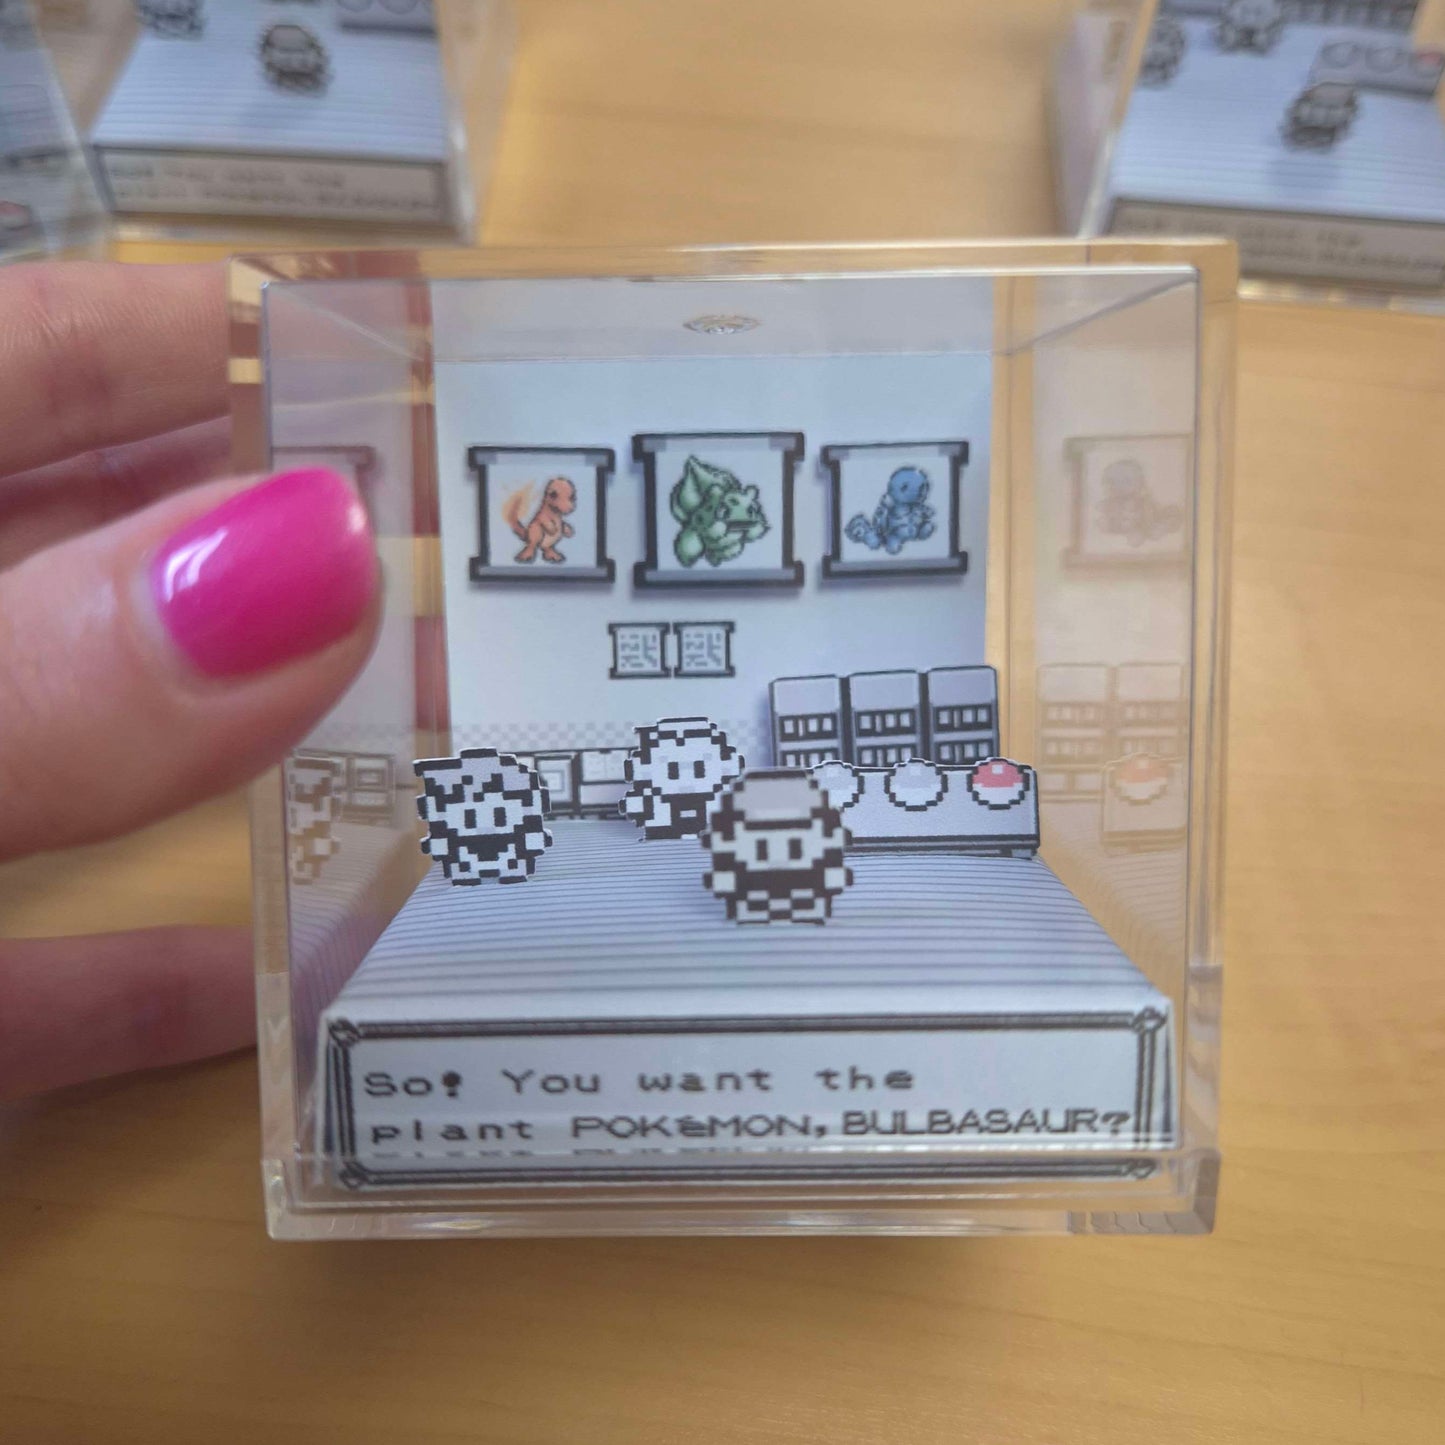 So! You want the
plant POKéMON, BULBASAUR?